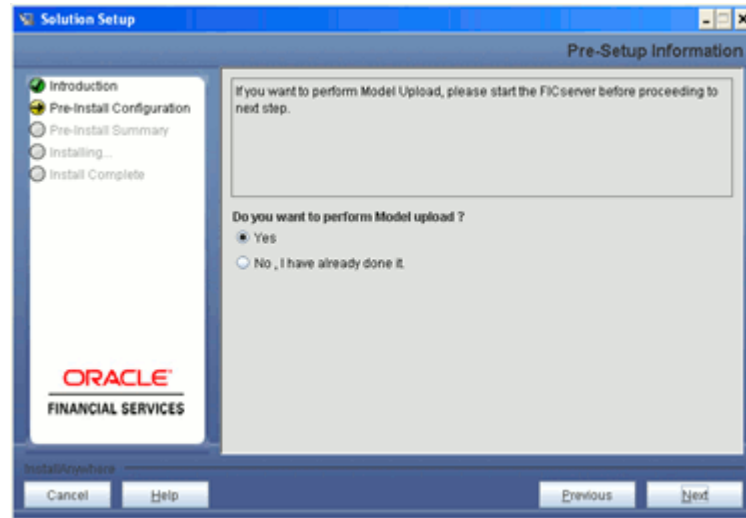 Solution Setup
Pre-Setup Information
Introduction
Pre-Install Configuration
Pre-Install Summary
Installing...
Install Complete
ORACLE
FINANCIAL SERVICES
If you want to perform Model Upload, please start the FICserver before proceeding to
next step.
Do you want to perform Model upload ?
Yes
No , I have already done it.
InstallAnywhere
Cancel
Help
Previous
Next